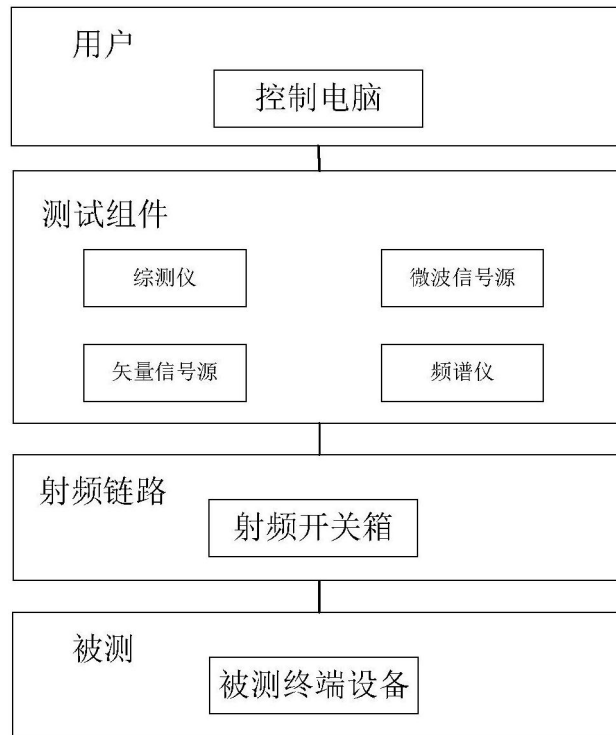 用户
控制电脑
测试组件
综测仪
微波信号源
矢量信号源
频谱仪
射频链路
射频开关箱
被测
被测终端设备